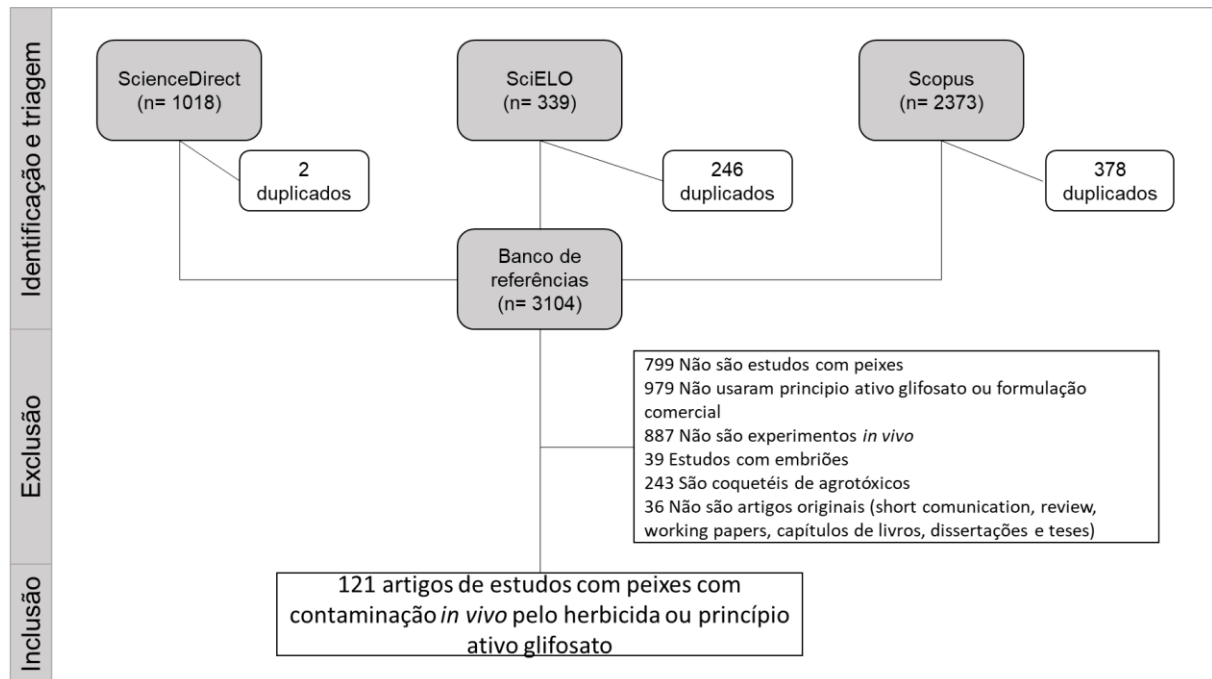 Identificação e triagem
ScienceDirect
(n= 1018)
SciELO
(n= 339)
Scopus
(n= 2373)
2
duplicados
246
duplicados
378
duplicados
Banco de
referências
(n= 3104)
Exclusão
799 Não são estudos com peixes
979 Não usaram principio ativo glifosato ou formulação
comercial
887 Não são experimentos in vivo
39 Estudos com embriões
243 São coquetéis de agrotóxicos
36 Não são artigos originais (short comunication, review,
working papers, capítulos de livros, dissertações e teses)
Inclusão
121 artigos de estudos com peixes com
contaminação in vivo pelo herbicida ou princípio
ativo glifosato